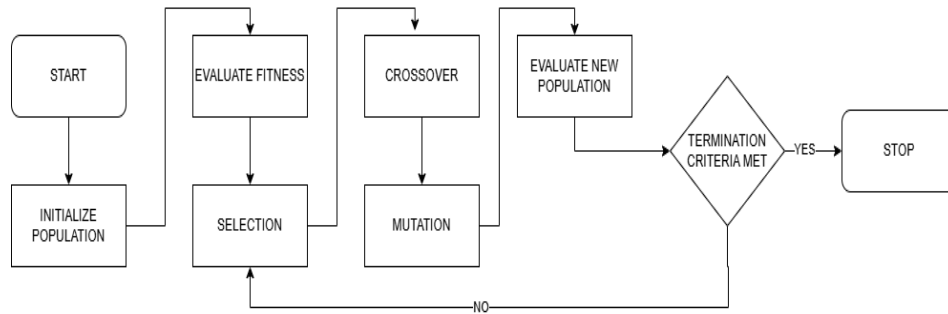 START
INITIALIZE
POPULATION
EVALUATE FITNESS
SELECTION
CROSSOVER
MUTATION
EVALUATE NEW
POPULATION
TERMINATION
CRITERIA MET
YES
STOP
NO